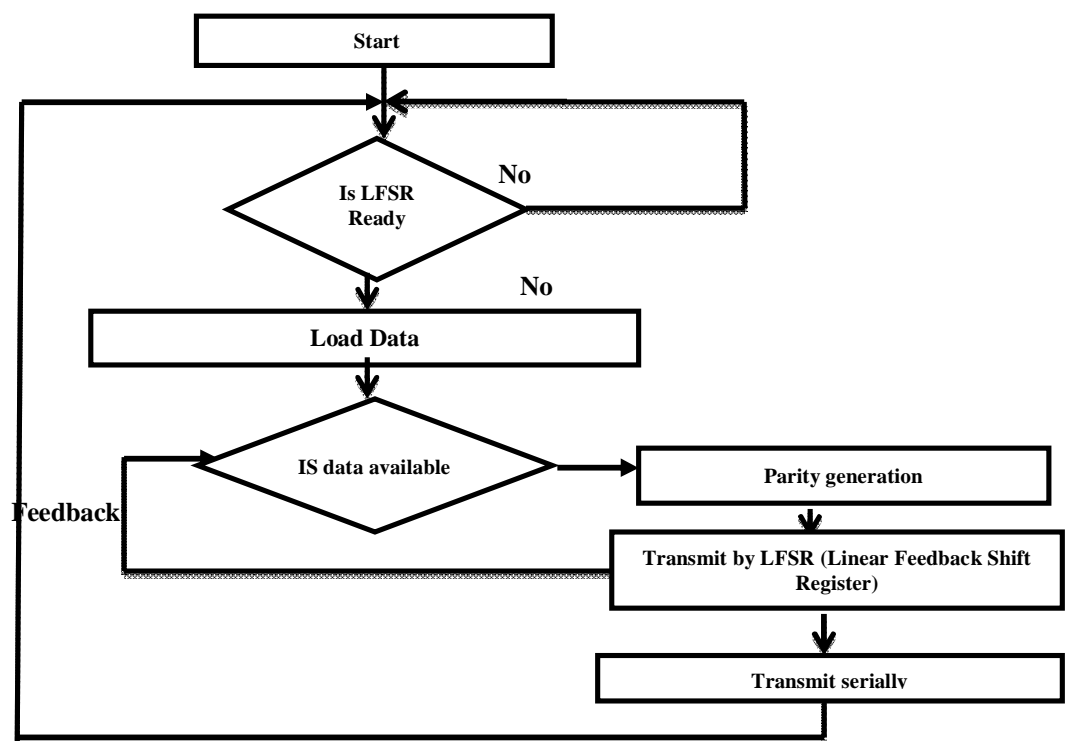 Start
Is LFSR
Ready
No
No
Load Data
IS data available
Parity generation
Feedback
Transmit by LFSR (Linear Feedback Shift
Register)
Transmit serially